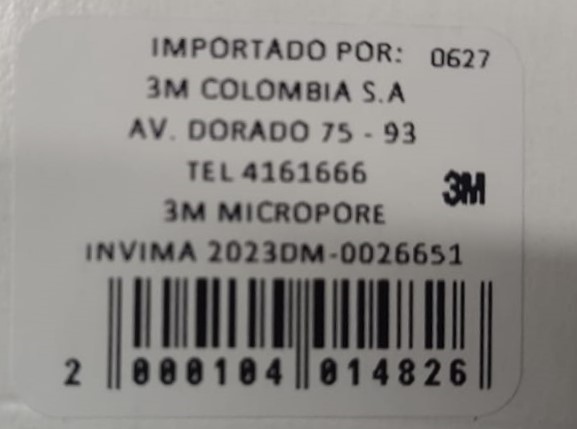 IMPORTADO POR: 0627
3M COLOMBIA S.A
AV. DORADO 75 - 93
TEL 4161666
3M
3M MICROPORE
INVIMA 2023DM-0026651
2 000104 014826